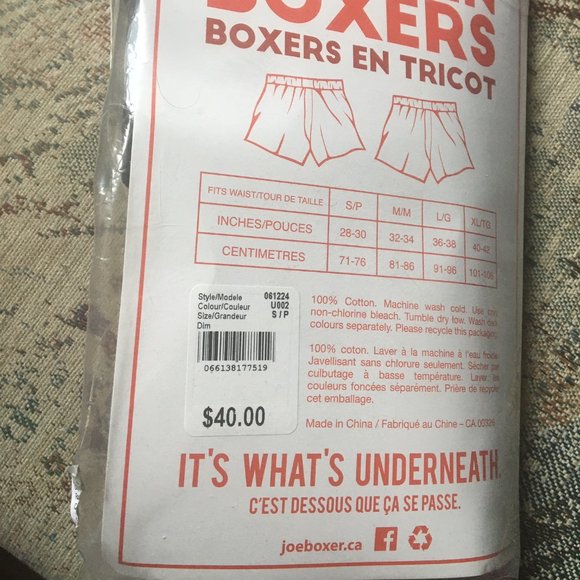 BOXERS
BOXERS EN TRICOT
FITS WAIST/TOUR DE TAILLE S/P M/M L/G XL/TG
INCHES/POUCES 28-30 32-34 36-38 40-42
CENTIMETRES 71-76 81-86 91-96 101-106
Style/Modele 061224
Colour/Couleur U002
Size/Grandeur S / P
Dim
066138177519
$40.00
100% Cotton. Machine wash cold. Use only
non-chlorine bleach. Tumble dry low. Wash dark
colours separately. Please recycle this packaging.
100% coton. Laver à la machine à l'eau froide.
Javellisant sans chlorure seulement. Sécher par
culbutage à basse température. Laver les
couleurs foncées séparément. Prière de recycler
cet emballage.
Made in China / Fabriqué au Chine - CA 00326
IT'S WHAT'S UNDERNEATH.
C'EST DESSOUS QUE ÇA SE PASSE.
joeboxer.ca f